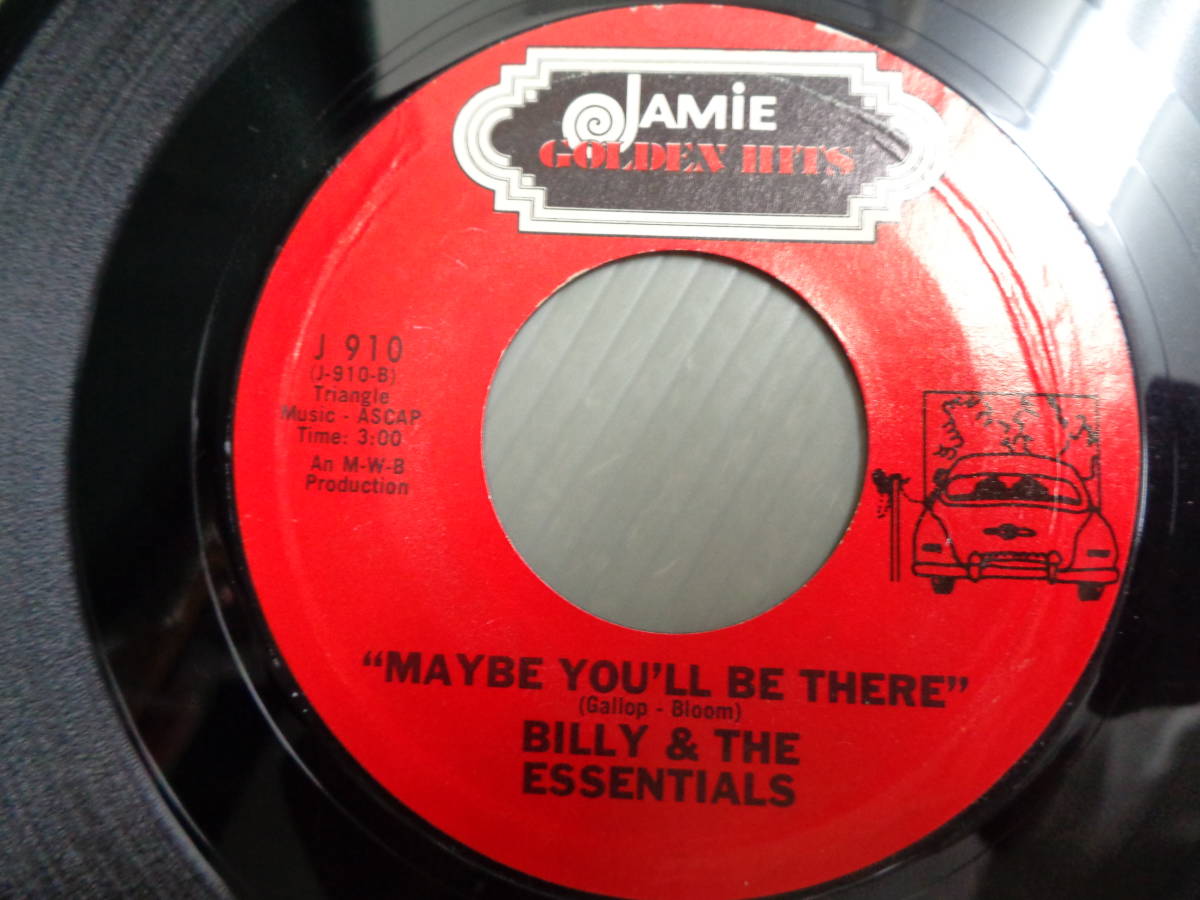 JAMiE
GOLDEN HITS
J 910
(J-910-B)
Triangle
Music - ASCAP
Time: 3:00
An M-W-B
Production
“MAYBE YOU'LL BE THERE”
(Gallop - Bloom)
BILLY & THE
ESSENTIALS